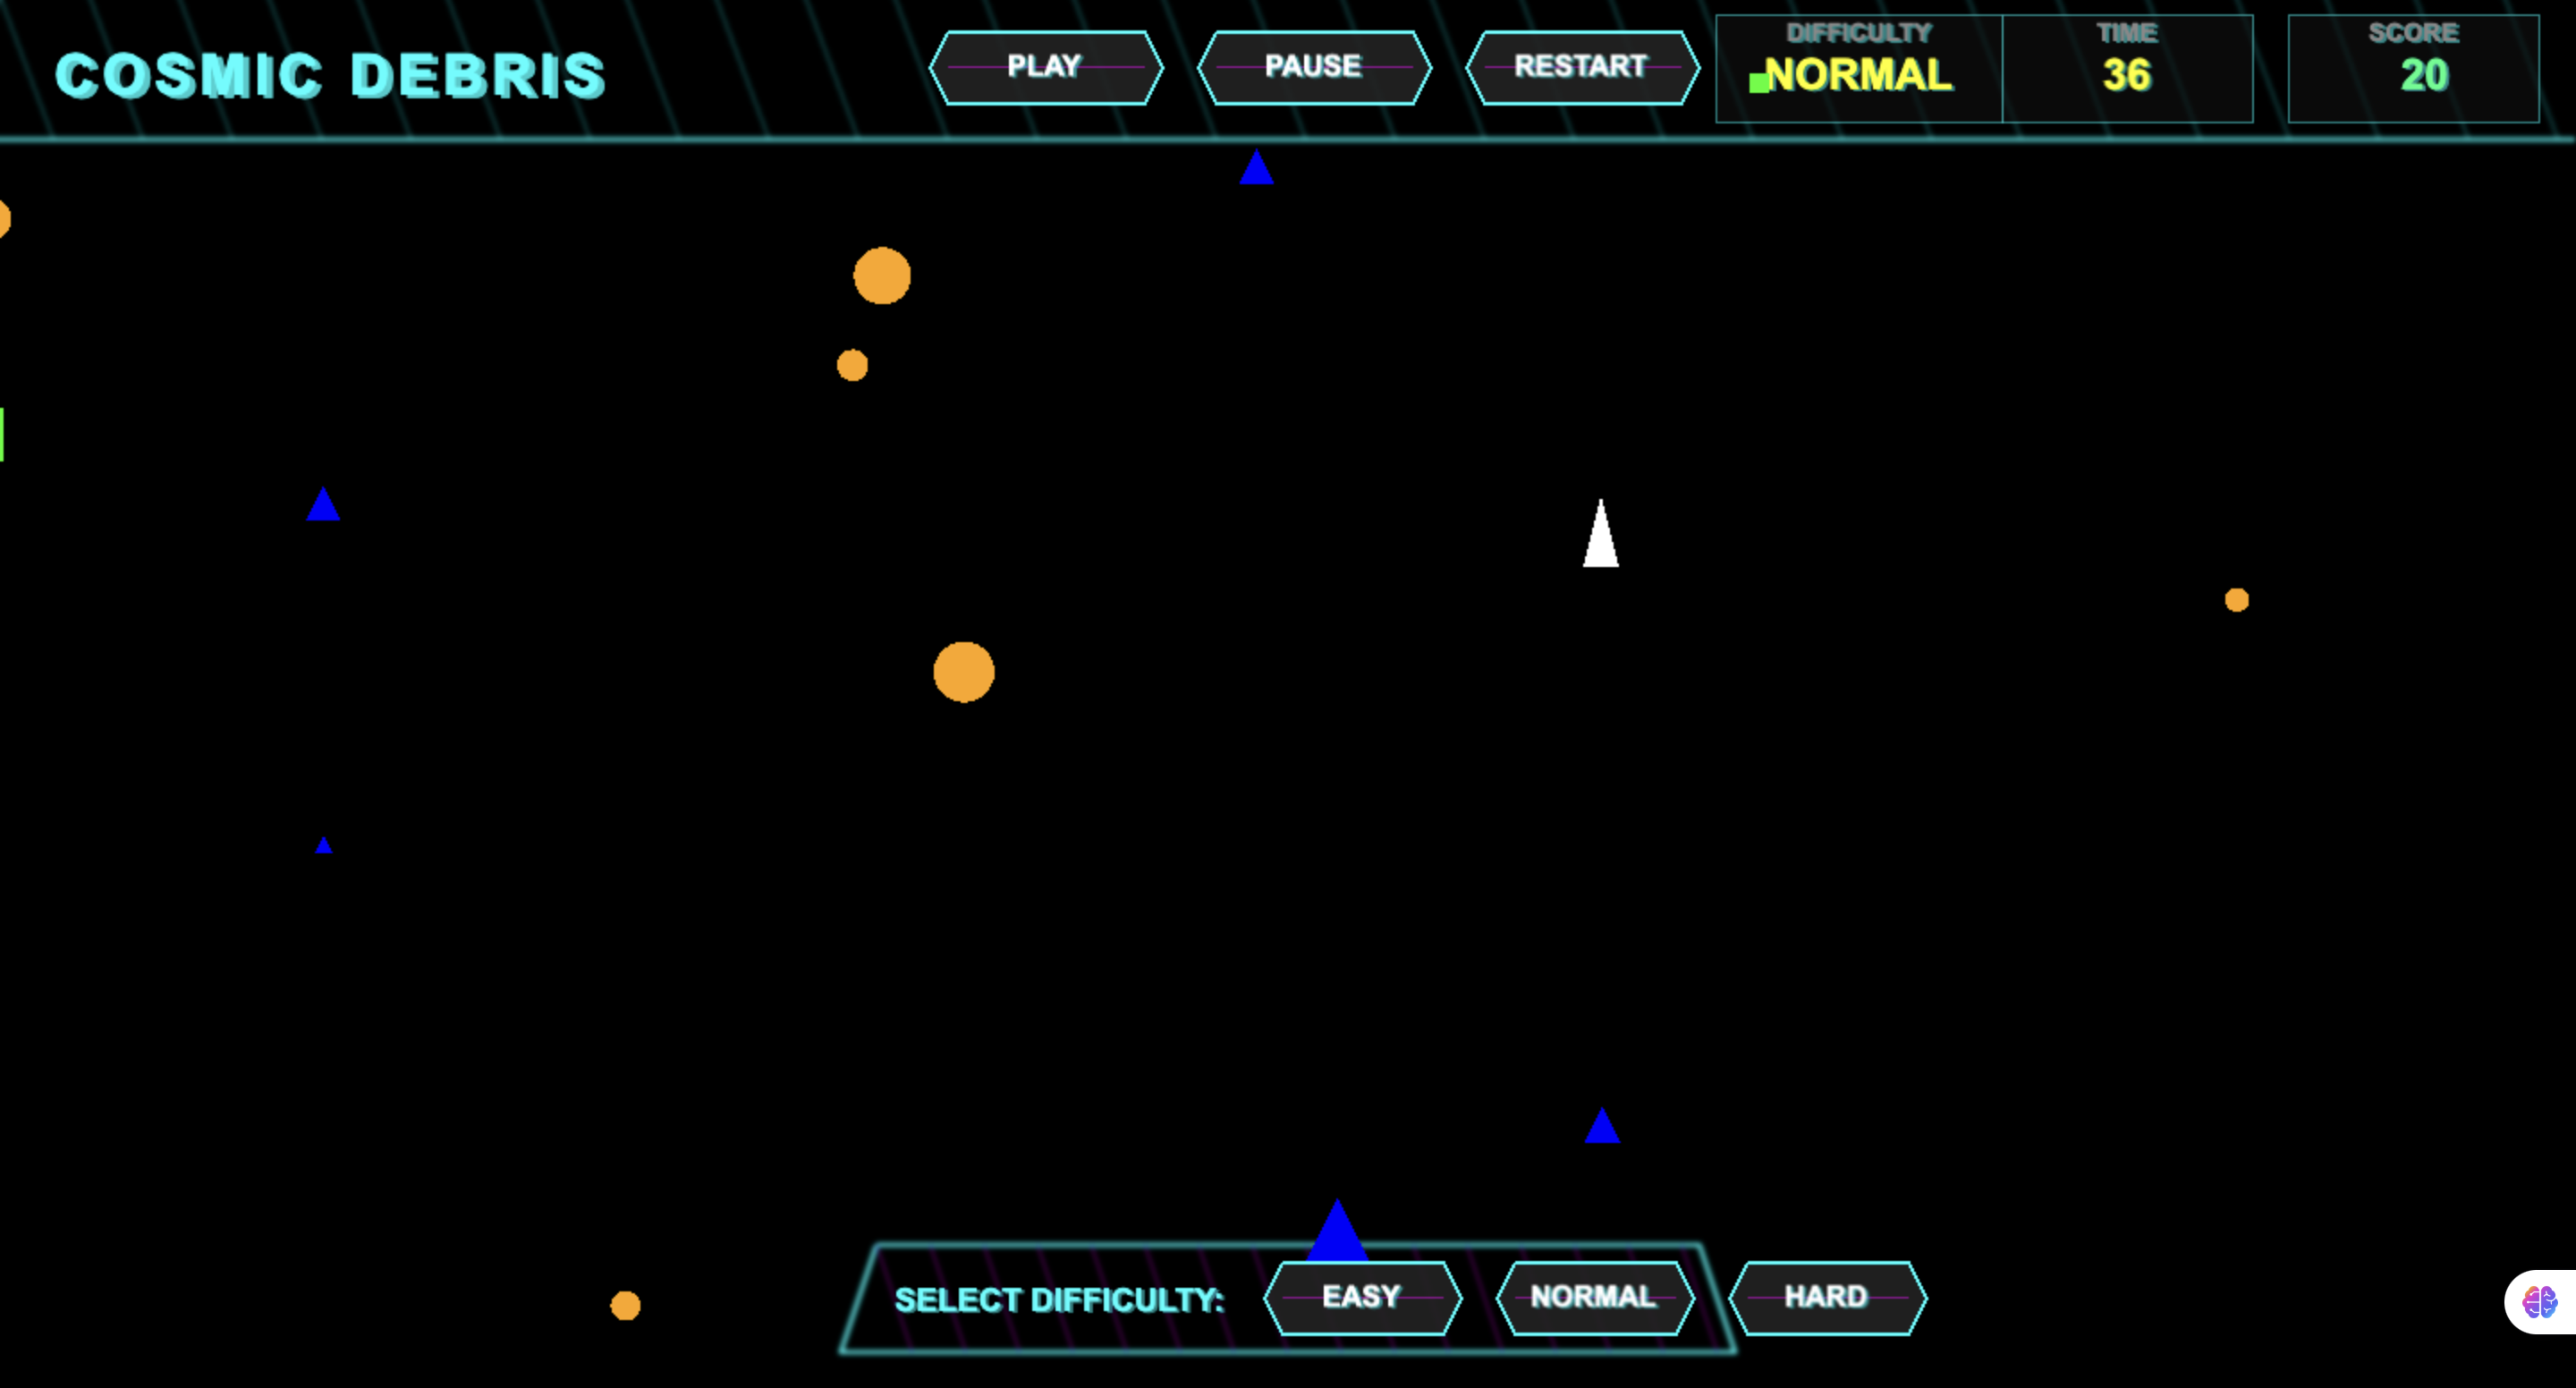 COSMIC DEBRIS
PLAY
PAUSE
RESTART
DIFFICULTY
NORMAL
TIME
36
SCORE
20
SELECT DIFFICULTY:
EASY
NORMAL
HARD